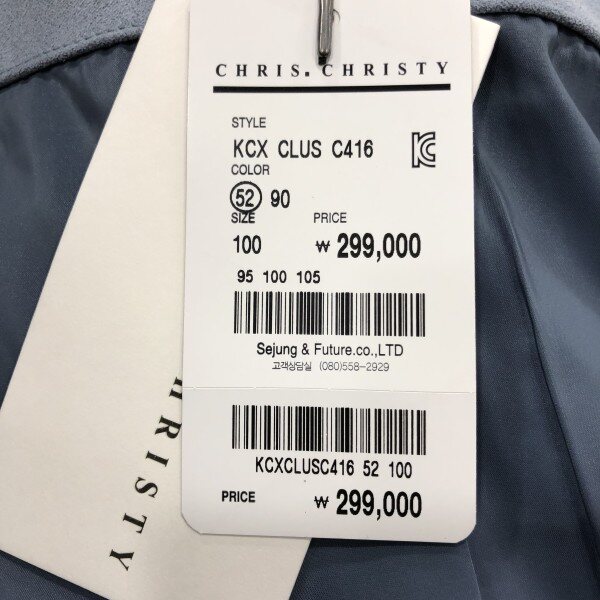 CHRIS.CHRISTY
STYLE
KCX CLUS C416
COLOR
52 90
SIZE PRICE
100 ₩ 299,000
95 100 105
Sejung & Future.co.,LTD
고객상담실 (080)558-2929
KCXCLUSC416 52 100
PRICE ₩ 299,000
HRISTY